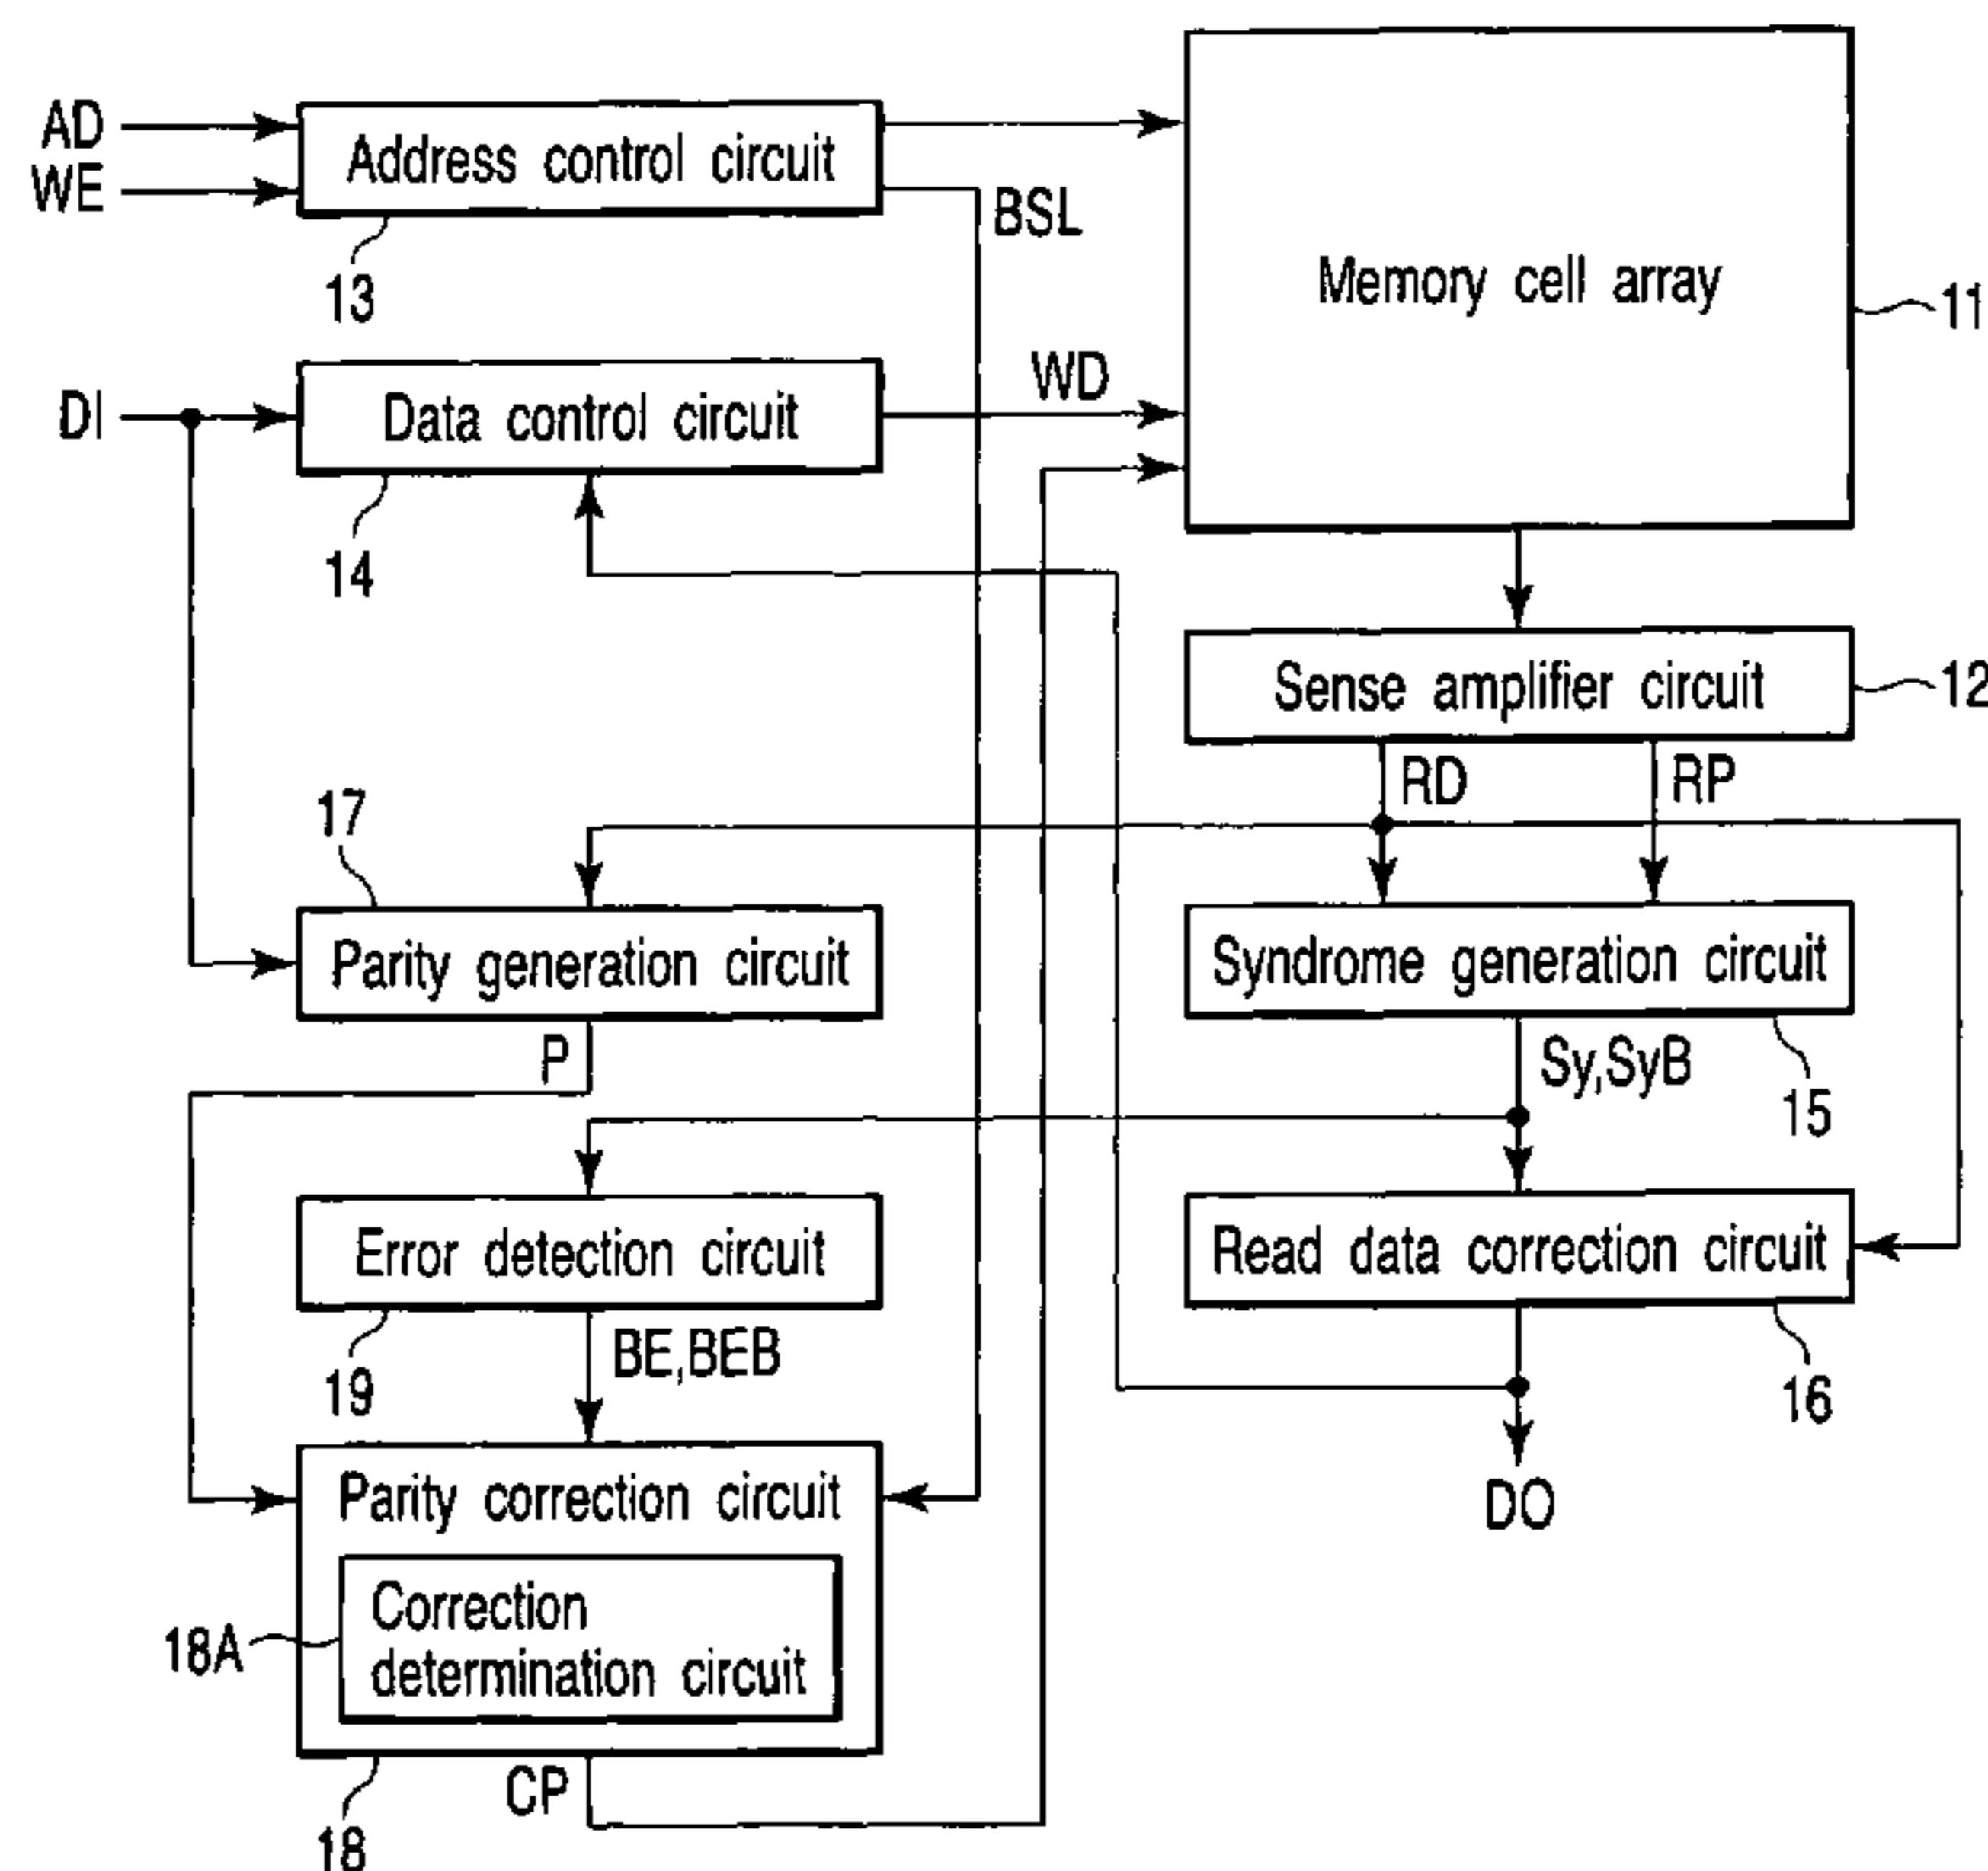 AD
WE
Address control circuit
13
BSL
Memory cell array
11
DI
Data control circuit
14
WD
Sense amplifier circuit
12
RD
RP
17
Parity generation circuit
P
Syndrome generation circuit
Sy,SyB
15
Error detection circuit
19
BE,BEB
Read data correction circuit
16
DO
Parity correction circuit
18A
Correction
determination circuit
18
CP